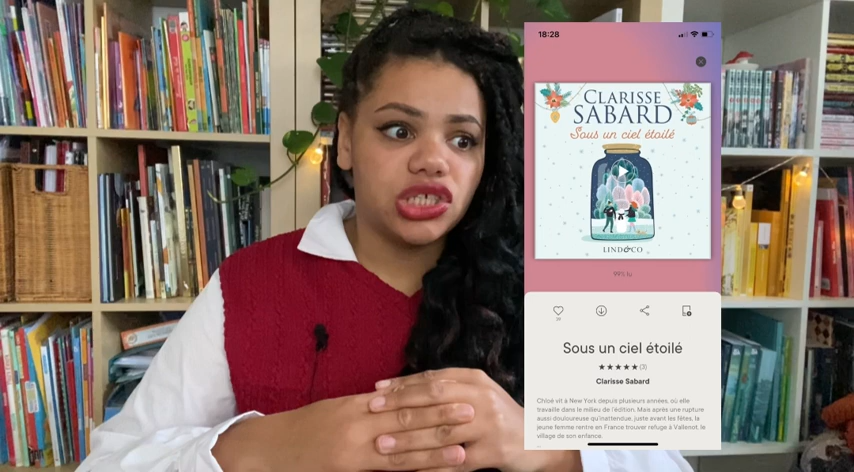 18:28
CLARISSE
SABARD
Sous un ciel étoilé
LIND&CO
99% lu
Sous un ciel étoilé
★★★★★ (3)
Clarisse Sabard
Chloé vit à New York depuis plusieurs années, où elle
travaille dans le milieu de l'édition. Mais après une rupture
aussi douloureuse qu'inattendue, juste avant les fêtes, la
jeune femme rentre en France trouver refuge à Vallenot, le
village de son enfance.